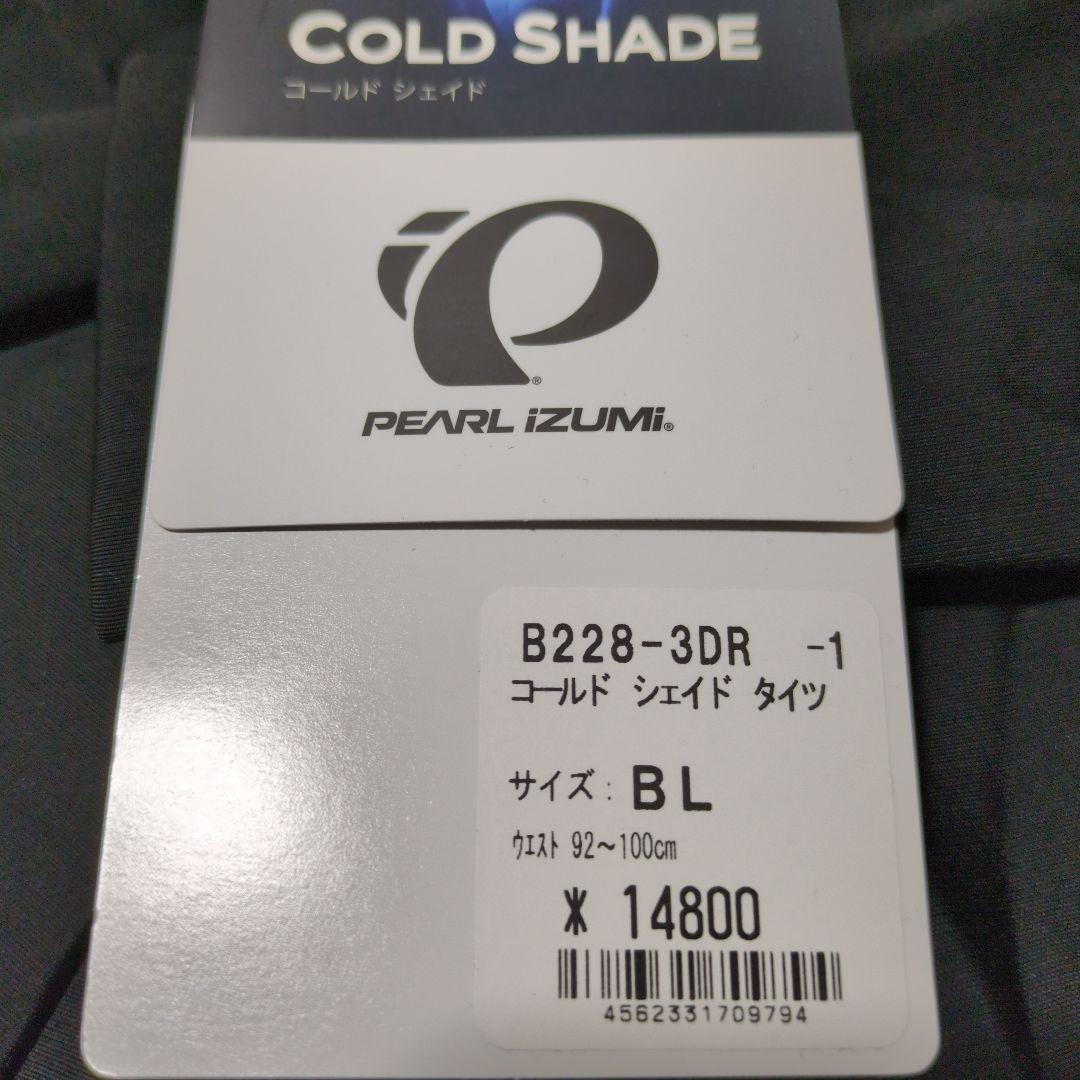 COLD SHADE
コールド シェイド
PEARL iZUMi®
B228-3DR -1
コールド シェイド タイツ
サイズ: BL
ウエスト 92～100cm
¥ 14800
4562331709794